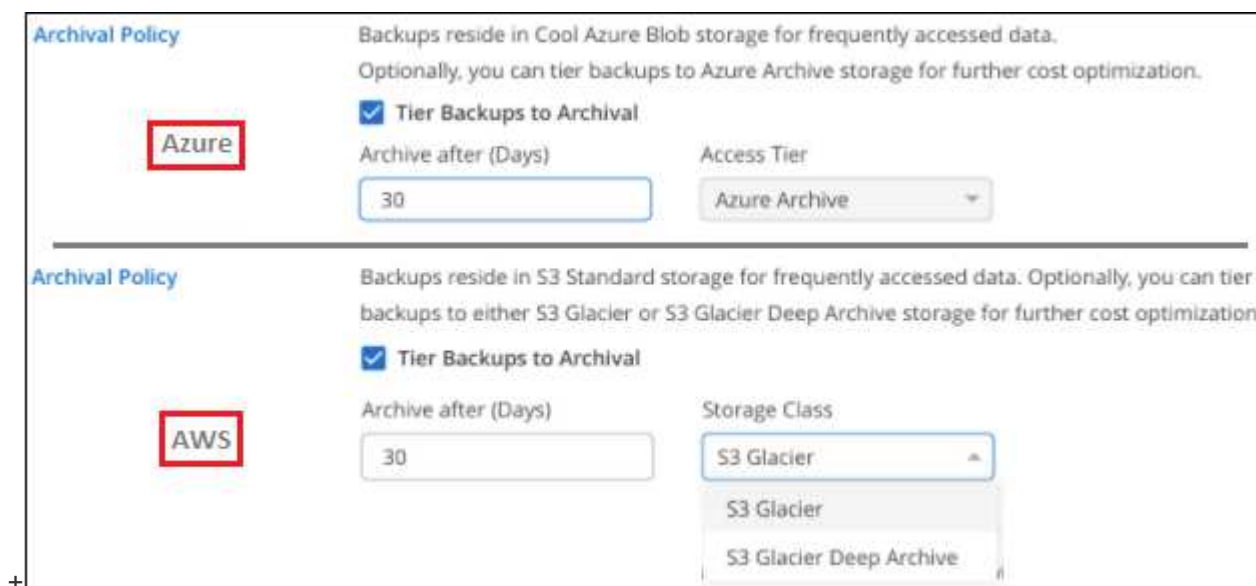 Archival Policy
Backups reside in Cool Azure Blob storage for frequently accessed data.
Optionally, you can tier backups to Azure Archive storage for further cost optimization.
Tier Backups to Archival
Azure
Archive after (Days) Access Tier
30 Azure Archive
Archival Policy
Backups reside in S3 Standard storage for frequently accessed data. Optionally, you can tier
backups to either S3 Glacier or S3 Glacier Deep Archive storage for further cost optimization
Tier Backups to Archival
AWS
Archive after (Days) Storage Class
30 S3 Glacier
S3 Glacier
S3 Glacier Deep Archive
+